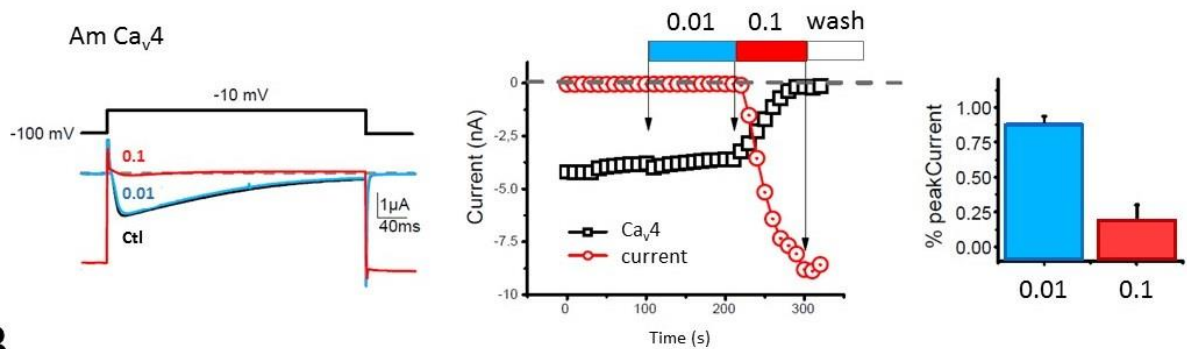 Am Cav4
-10 mV
-100 mV
0.1
0.01
Ctl
1µA
40ms
0.01 0.1 wash
Current (nA)
0
-2.5
-5.0
-7.5
-10
Cav4
current
0 100 200 300
Time (s)
% peakCurrent
1.00
0.75
0.50
0.25
0.00
0.01 0.1